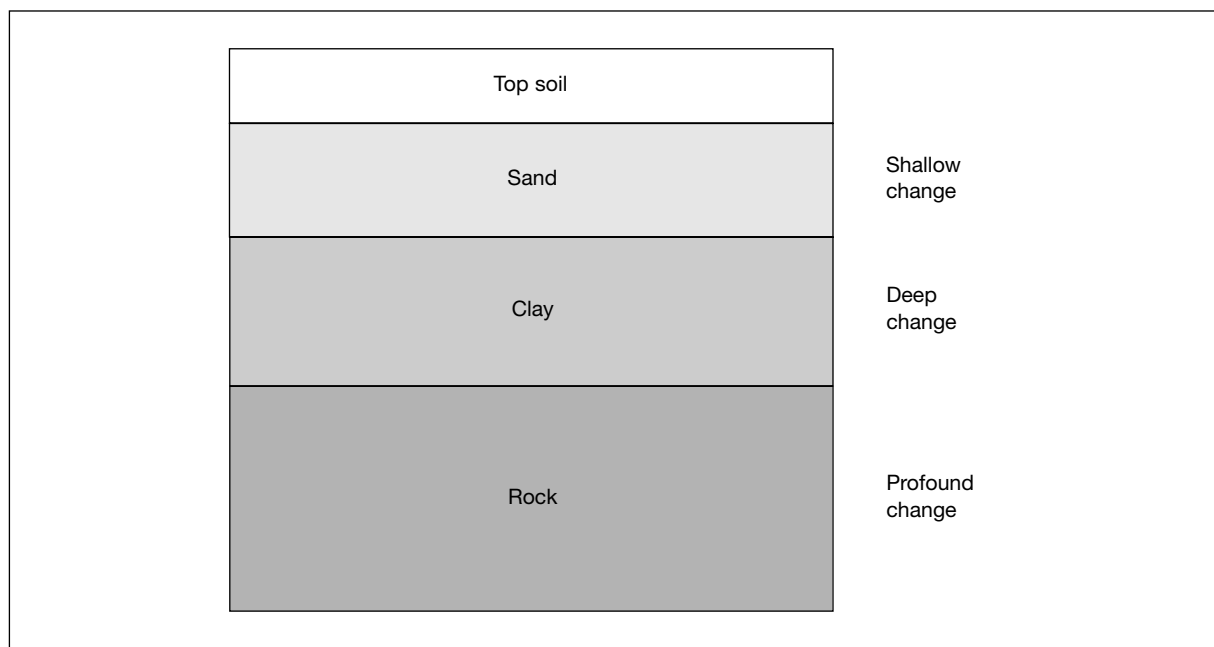 Top soil
Sand
Shallow
change
Clay
Deep
change
Rock
Profound
change